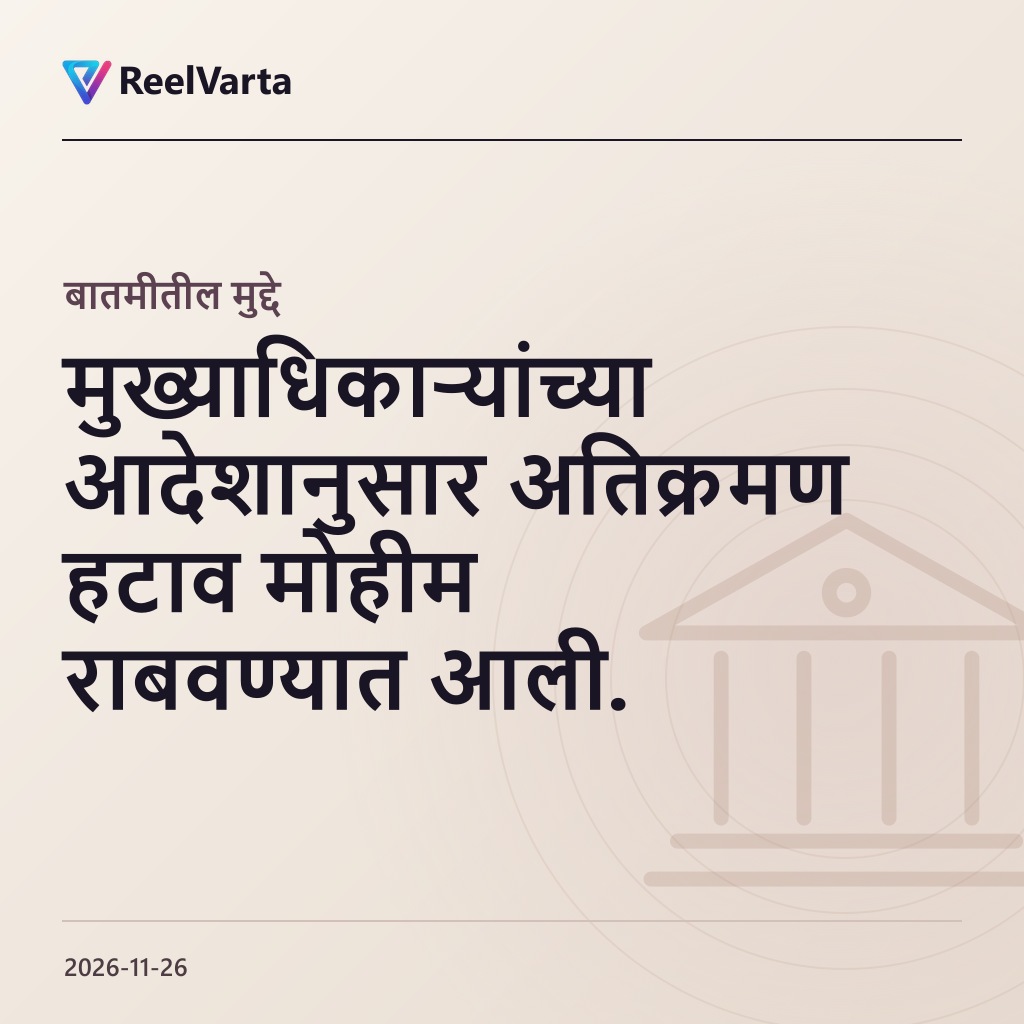 ReelVarta
बातमीतील मुद्दे
मुख्याधिकाऱ्यांच्या
आदेशानुसार अतिक्रमण
हटाव मोहीम
राबवण्यात आली.
2026-11-26